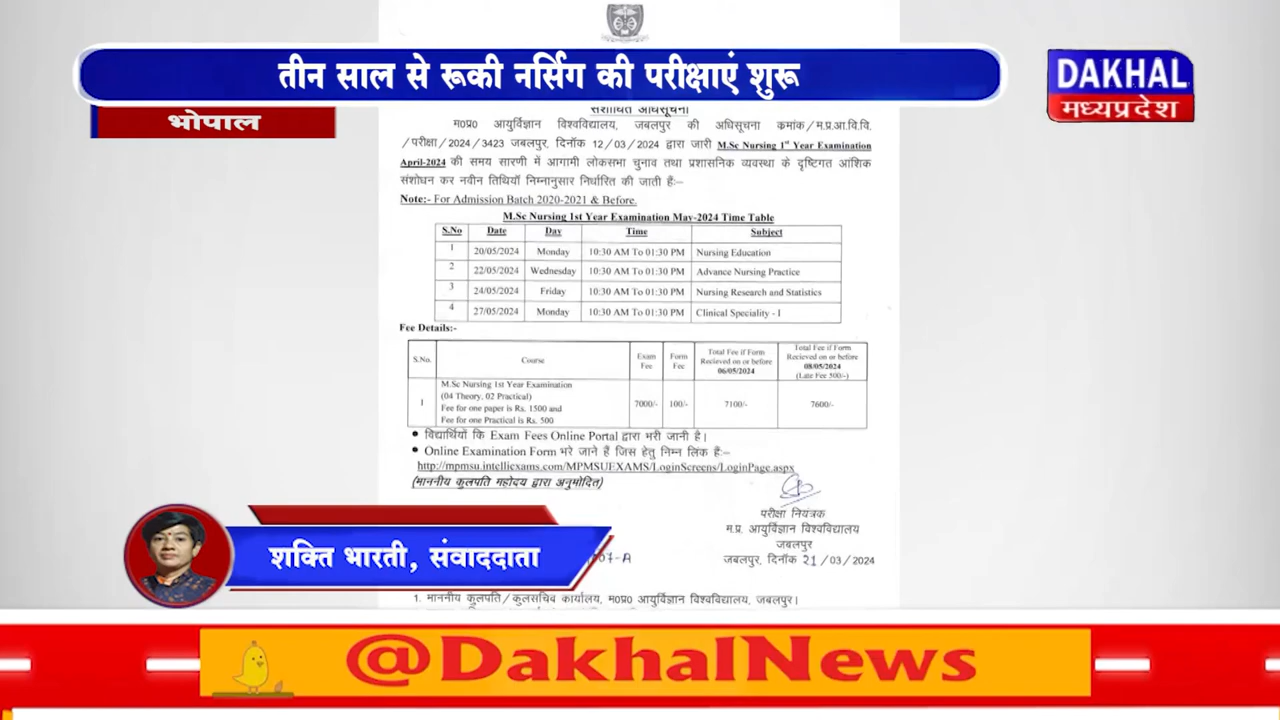 तीन साल से रूकी नर्सिग की परीक्षाएं शुरू
DAKHAL
मध्यप्रदेश
भोपाल
संशोधित अधिसूचना
म०प्र० आयुर्विज्ञान विश्वविद्यालय, जबलपुर की अधिसूचना कमांक/म.प्र.आ.वि.वि.
/परीक्षा/2024/3423 जबलपुर, दिनॉक 12/03/2024 द्वारा जारी M.Sc Nursing 1st Year Examination
April-2024 की समय सारणी में आगामी लोकसभा चुनाव तथा प्रशासनिक व्यवस्था के दृष्टिगत आंशिक
संशोधन कर नवीन तिथियॉ निम्नानुसार निर्धारित की जाती हैः-
Note:- For Admission Batch 2020-2021 & Before.
M.Sc Nursing 1st Year Examination May-2024 Time Table
S.No Date Day Time Subject
1 20/05/2024 Monday 10:30 AM To 01:30 PM Nursing Education
2 22/05/2024 Wednesday 10:30 AM To 01:30 PM Advance Nursing Practice
3 24/05/2024 Friday 10:30 AM To 01:30 PM Nursing Research and Statistics
4 27/05/2024 Monday 10:30 AM To 01:30 PM Clinical Speciality - I
Fee Details:-
S.No. Course Exam Fee Form Fee Total Fee if Form Recieved on or before 06/05/2024 Total Fee if Form Recieved on or before 08/05/2024 (Late Fee 500/-)
1 M.Sc Nursing 1st Year Examination
(04 Theory, 02 Practical)
Fee for one paper is Rs. 1500 and
Fee for one Practical is Rs. 500
7000/- 100/- 7100/- 7600/-
• विद्यार्थियों कि Exam Fees Online Portal द्वारा भरी जानी है।
• Online Examination Form भरे जाने हैं जिस हेतु निम्न लिंक हैः-
http://mpmsu.intellicxams.com/MPMSUEXAMS/LoginScreens/LoginPage.aspx
(माननीय कुलपति महोदय द्वारा अनुमोदित)
परीक्षा नियंत्रक
म.प्र. आयुर्विज्ञान विश्वविद्यालय
जबलपुर
जबलपुर, दिनॉक 21/03/2024
शक्ति भारती, संवाददाता
1. माननीय कुलपति/कुलसचिव कार्यालय, म०प्र० आयुर्विज्ञान विश्वविद्यालय, जबलपुर।
@DakhalNews